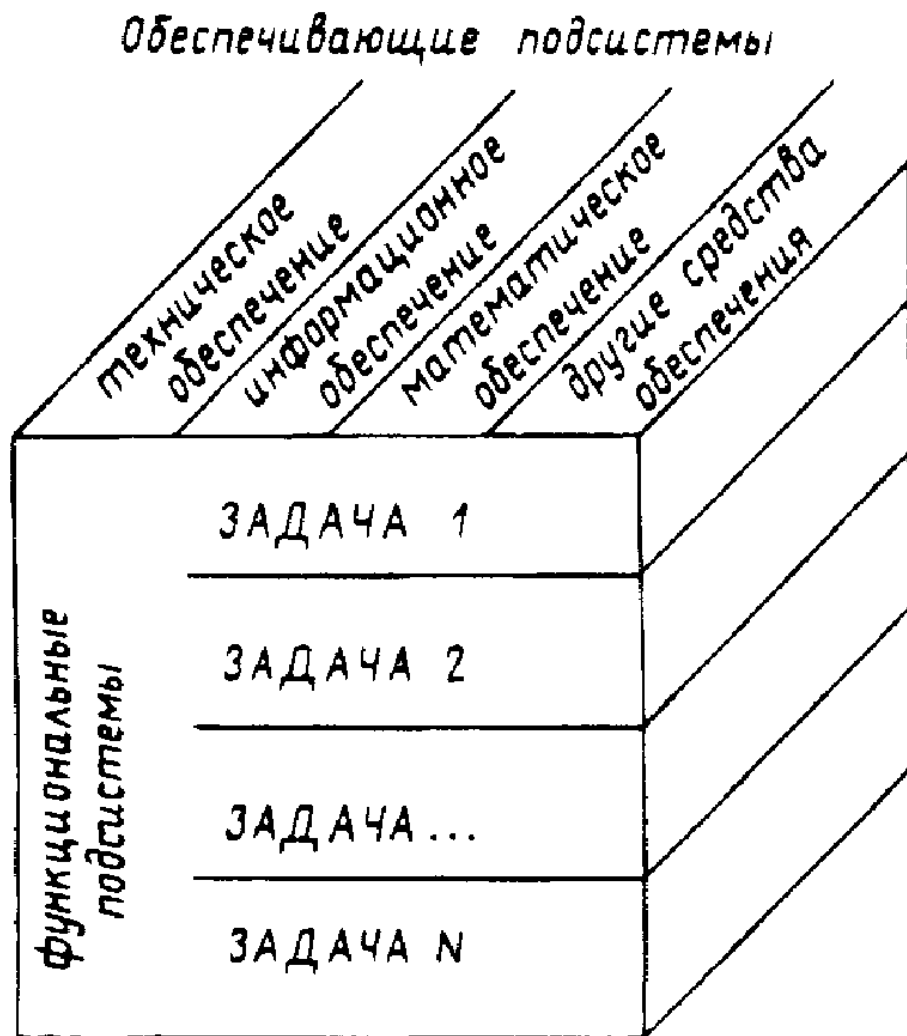 Обеспечивающие подсистемы
техническое
обеспечение
информационное
обеспечение
математическое
обеспечение
другие средства
обеспечения
функциональные
подсистемы
ЗАДАЧА 1
ЗАДАЧА 2
ЗАДАЧА...
ЗАДАЧА N